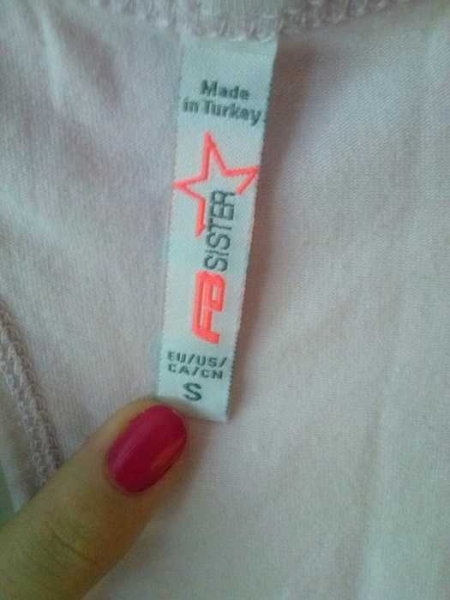 Made
in Turkey
FB SISTER
EU/US/
CA/CN
S